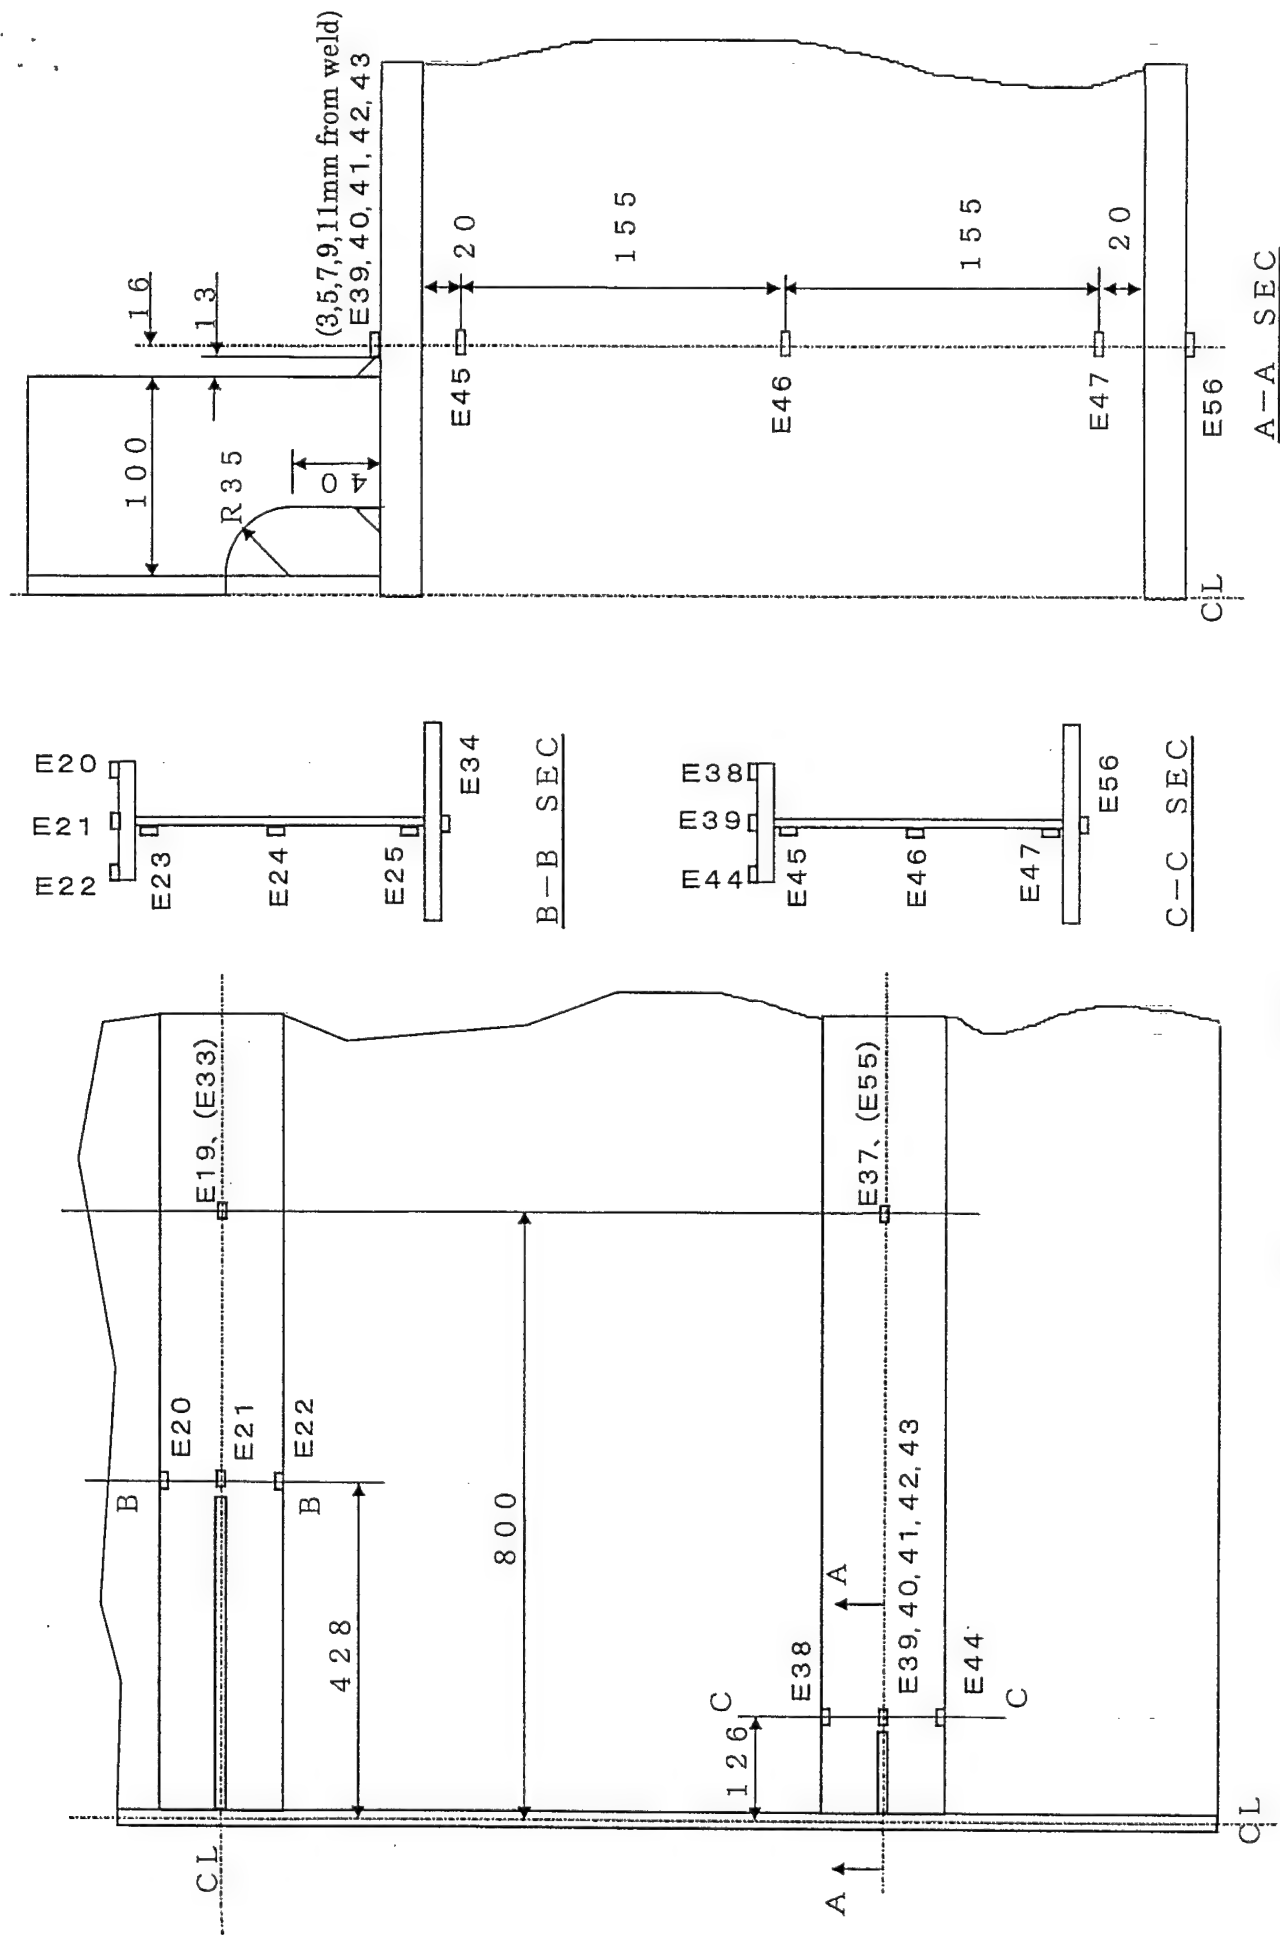 16
13
(3,5,7,9,11mm from weld)
E39, 40, 41, 42, 43
100
R35
40
20
155
155
20
E45
E46
E47
E56
CL
A-A SEC
E20
E21
E22
E23
E24
E25
E34
B-B SEC
E38
E39
E44
E45
E46
E47
E56
C-C SEC
E19、(E33)
E37、(E55)
E20
E21
E22
B
B
428
800
A
E38
E39, 40, 41, 42, 43
E44
C
C
126
CL
A
CL